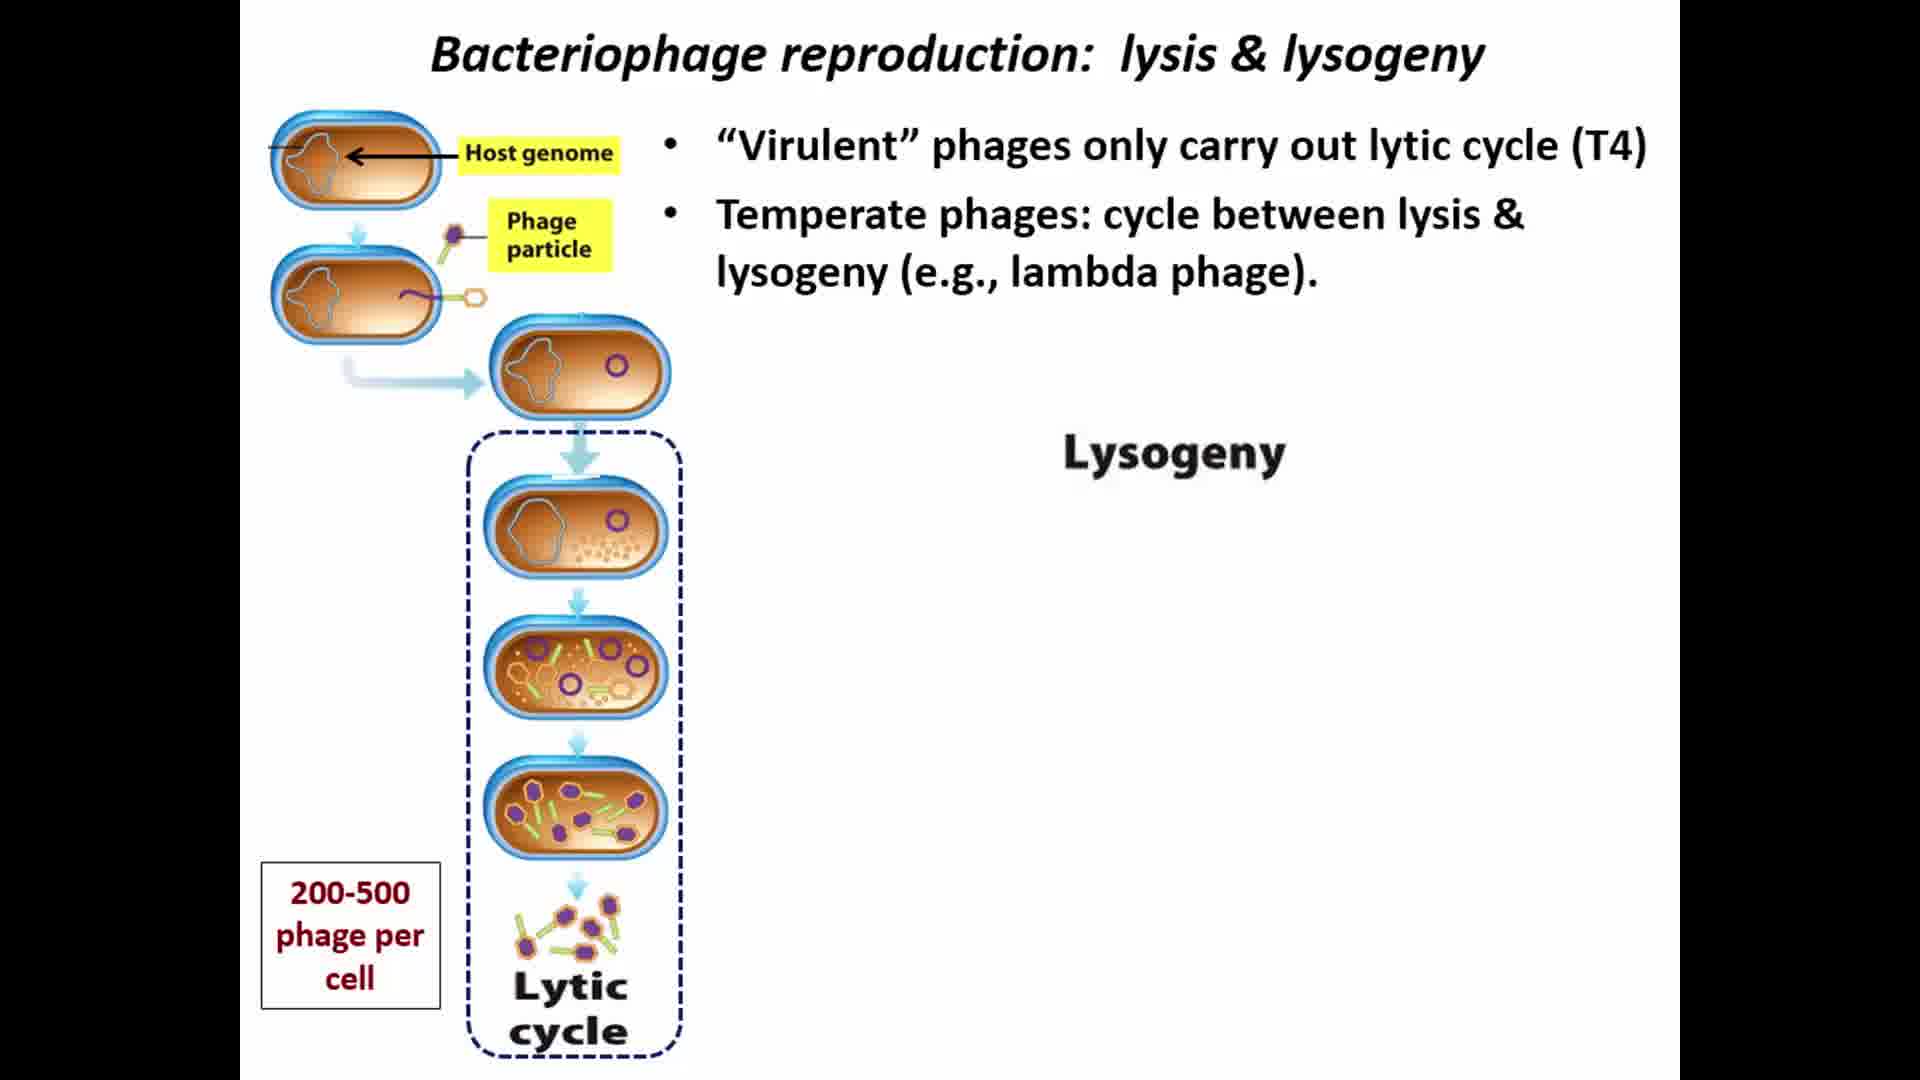 Bacteriophage reproduction: lysis & lysogeny
Host genome
Phage
particle
• “Virulent” phages only carry out lytic cycle (T4)
• Temperate phages: cycle between lysis &
lysogeny (e.g., lambda phage).
Lysogeny
200-500
phage per
cell
Lytic
cycle